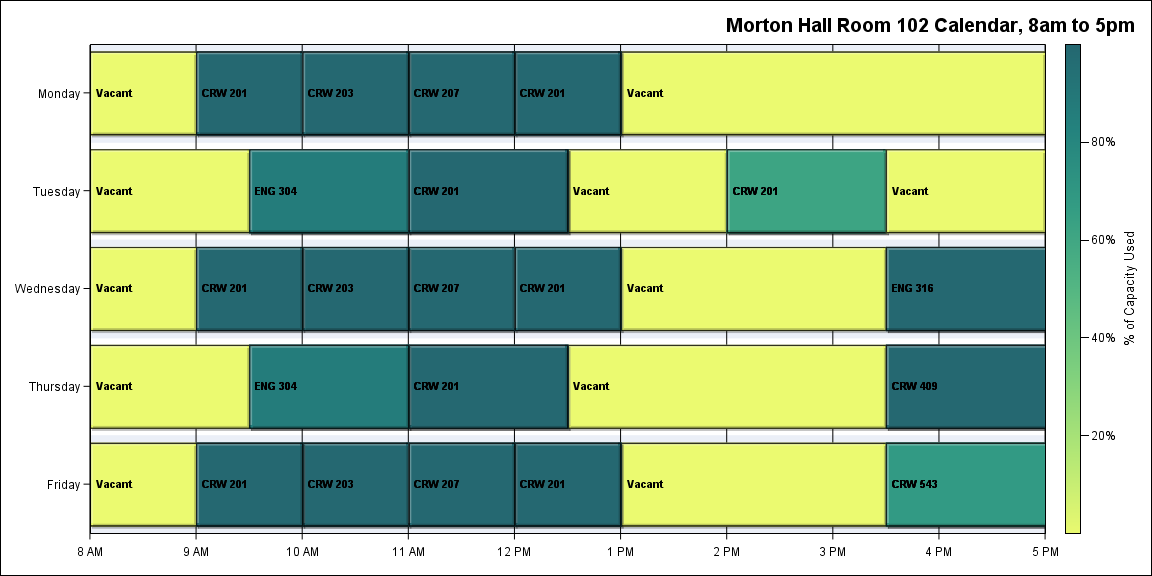 Morton Hall Room 102 Calendar, 8am to 5pm
Monday Vacant CRW 201 CRW 203 CRW 207 CRW 201 Vacant
80%
Tuesday Vacant ENG 304 CRW 201 Vacant CRW 201 Vacant
60%
% of Capacity Used
Wednesday Vacant CRW 201 CRW 203 CRW 207 CRW 201 Vacant ENG 316
40%
Thursday Vacant ENG 304 CRW 201 Vacant CRW 409
20%
Friday Vacant CRW 201 CRW 203 CRW 207 CRW 201 Vacant CRW 543
8 AM 9 AM 10 AM 11 AM 12 PM 1 PM 2 PM 3 PM 4 PM 5 PM